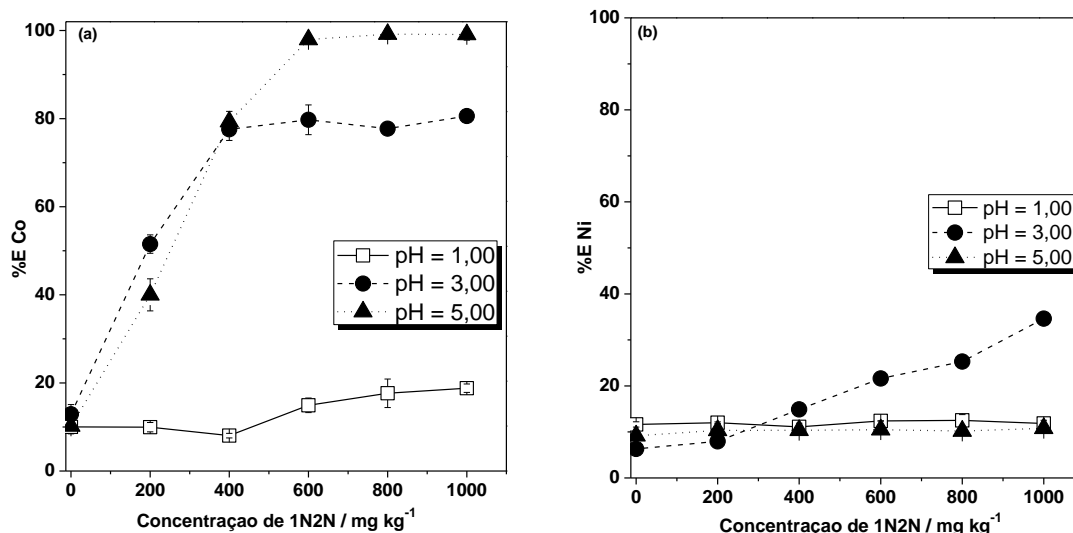 (a)
100
80
60
40
20
0
%E Co
pH = 1,00
pH = 3,00
pH = 5,00
0 200 400 600 800 1000
Concentraçao de 1N2N / mg kg-1
(b)
100
80
60
40
20
0
%E Ni
pH = 1,00
pH = 3,00
pH = 5,00
0 200 400 600 800 1000
Concentraçao de 1N2N / mg kg-1